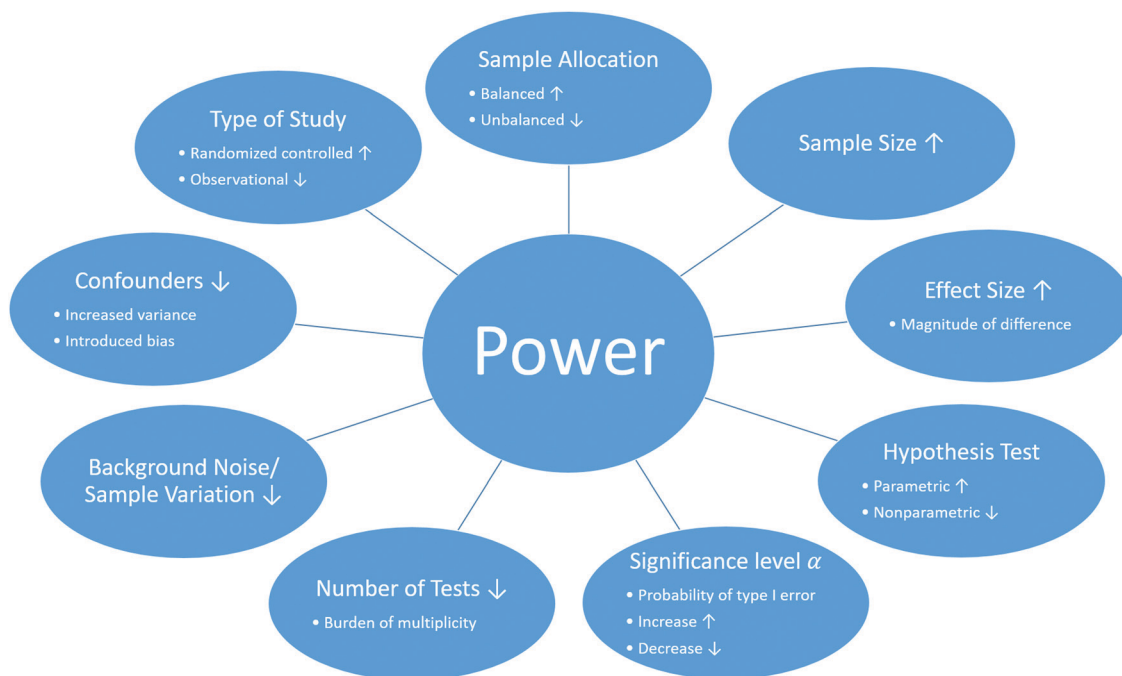 Sample Allocation
• Balanced ↑
• Unbalanced ↓
Sample Size ↑
Effect Size ↑
• Magnitude of difference
Hypothesis Test
• Parametric ↑
• Nonparametric ↓
Significance level α
• Probability of type I error
• Increase ↑
• Decrease ↓
Number of Tests ↓
• Burden of multiplicity
Background Noise/
Sample Variation ↓
Confounders ↓
• Increased variance
• Introduced bias
Type of Study
• Randomized controlled ↑
• Observational ↓
Power